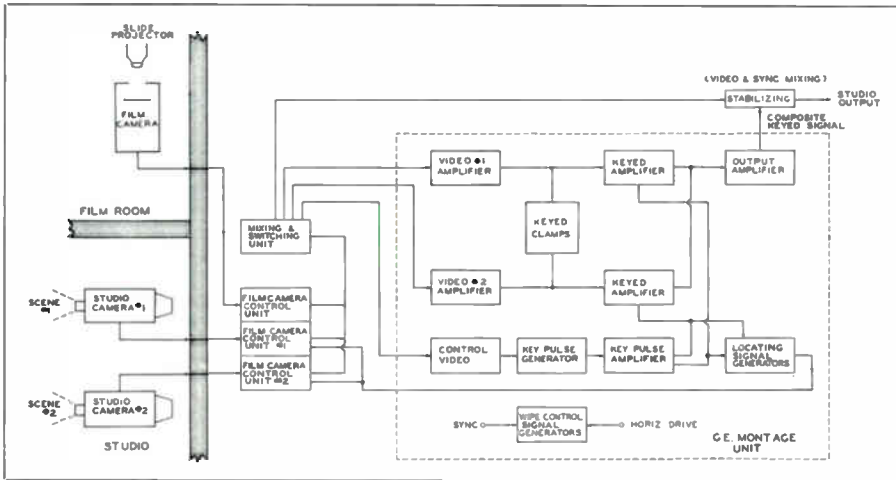 SLIDE
PROJECTOR
FILM
CAMERA
FILM ROOM
SCENE
#1
STUDIO
CAMERA #1
SCENE
#2
STUDIO
CAMERA #2
STUDIO
MIXING &
SWITCHING
UNIT
FILM CAMERA
CONTROL
UNIT
FILM CAMERA
CONTROL
UNIT #1
FILM CAMERA
CONTROL
UNIT #2
(VIDEO & SYNC MIXING)
STABILIZING
STUDIO
OUTPUT
COMPOSITE
KEYED SIGNAL
VIDEO #1
AMPLIFIER
KEYED
AMPLIFIER
OUTPUT
AMPLIFIER
KEYED
CLAMPS
VIDEO #2
AMPLIFIER
KEYED
AMPLIFIER
CONTROL
VIDEO
KEY PULSE
GENERATOR
KEY PULSE
AMPLIFIER
LOCATING
SIGNAL
GENERATORS
SYNC
WIPE CONTROL
SIGNAL
GENERATORS
HORIZ DRIVE
G.E. MONTAGE
UNIT